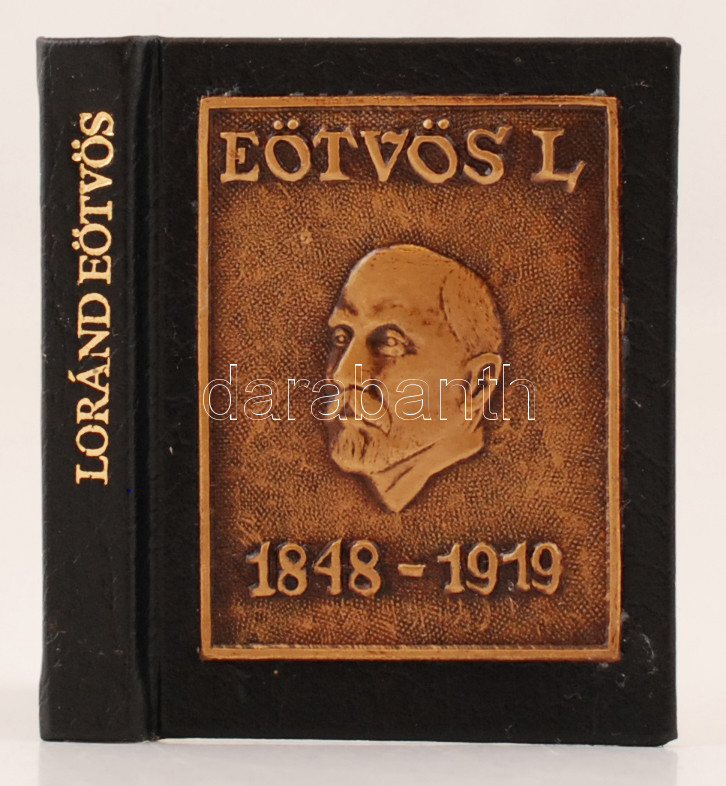 LORÁND EÖTVÖS
EÖTVÖS L
darabanth
1848 - 1919